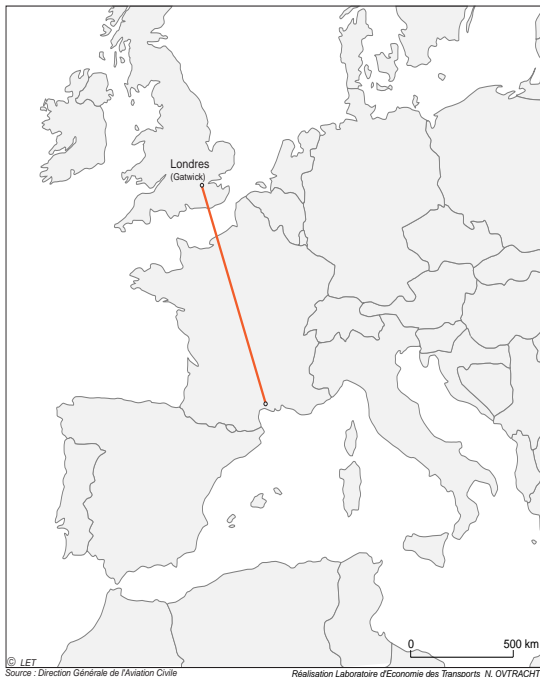 Londres
(Gatwick)
0 500 km
© LET
Source : Direction Générale de l'Aviation Civile
Réalisation Laboratoire d'Economie des Transports N. OVTRACHT